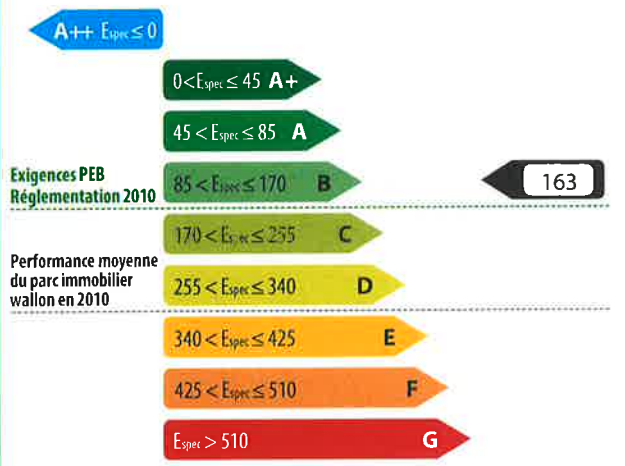 A++ Espec ≤ 0
0 < Espec ≤ 45 A+
45 < Espec ≤ 85 A
Exigences PEB
Réglementation 2010
85 < Espec ≤ 170 B
163
170 < Espec ≤ 255 C
Performance moyenne
du parc immobilier
wallon en 2010
255 < Espec ≤ 340 D
340 < Espec ≤ 425 E
425 < Espec ≤ 510 F
Espec > 510 G